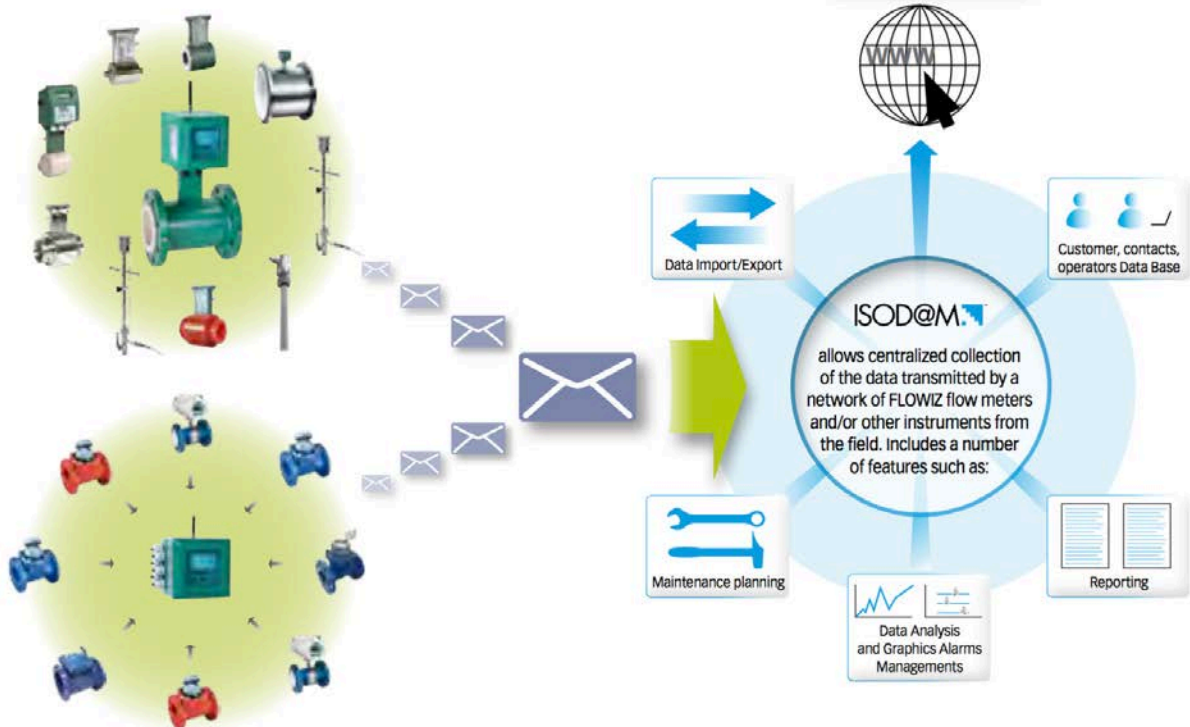 WWW
Data Import/Export
Customer, contacts,
operators Data Base
ISOD@M
allows centralized collection
of the data transmitted by a
network of FLOWIZ flow meters
and/or other instruments from
the field. Includes a number
of features such as:
Maintenance planning
Data Analysis
and Graphics Alarms
Managements
Reporting